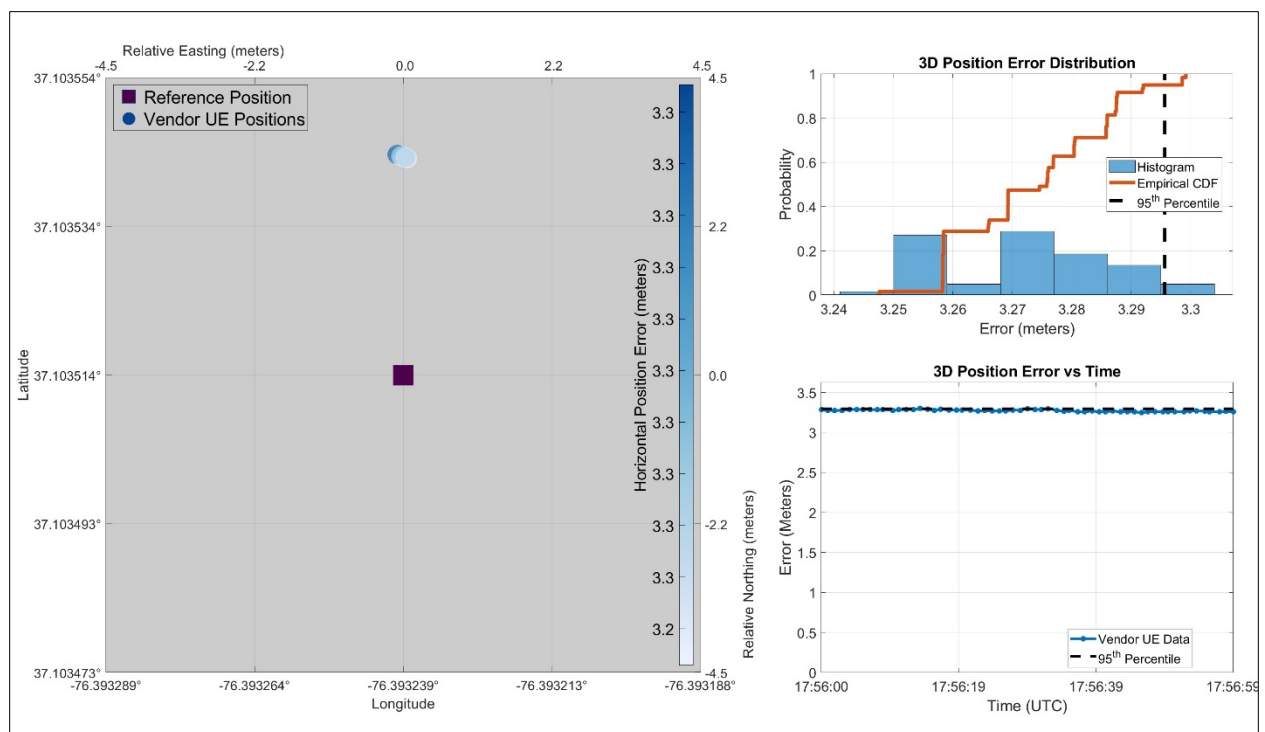 Relative Easting (meters)
-4.5 -2.2 0.0 2.2 4.5
37.103554° 4.5
Reference Position
Vendor UE Positions
3.3
3.3
37.103534° 2.2
3.3
3.3
3.3
37.103514° 0.0
3.3
3.3
3.3
37.103493° -2.2
3.3
3.3
3.2
37.103473° -4.5
-76.393289° -76.393264° -76.393239° -76.393213° -76.393188°
Longitude
Latitude
Horizontal Position Error (meters)
Relative Northing (meters)
3D Position Error Distribution
1
0.8
0.6
0.4
0.2
0
Probability
Histogram
Empirical CDF
95th Percentile
3.24 3.25 3.26 3.27 3.28 3.29 3.3
Error (meters)
3D Position Error vs Time
3.5
3
2.5
2
1.5
1
0.5
0
Error (Meters)
Vendor UE Data
95th Percentile
17:56:00 17:56:19 17:56:39 17:56:59
Time (UTC)